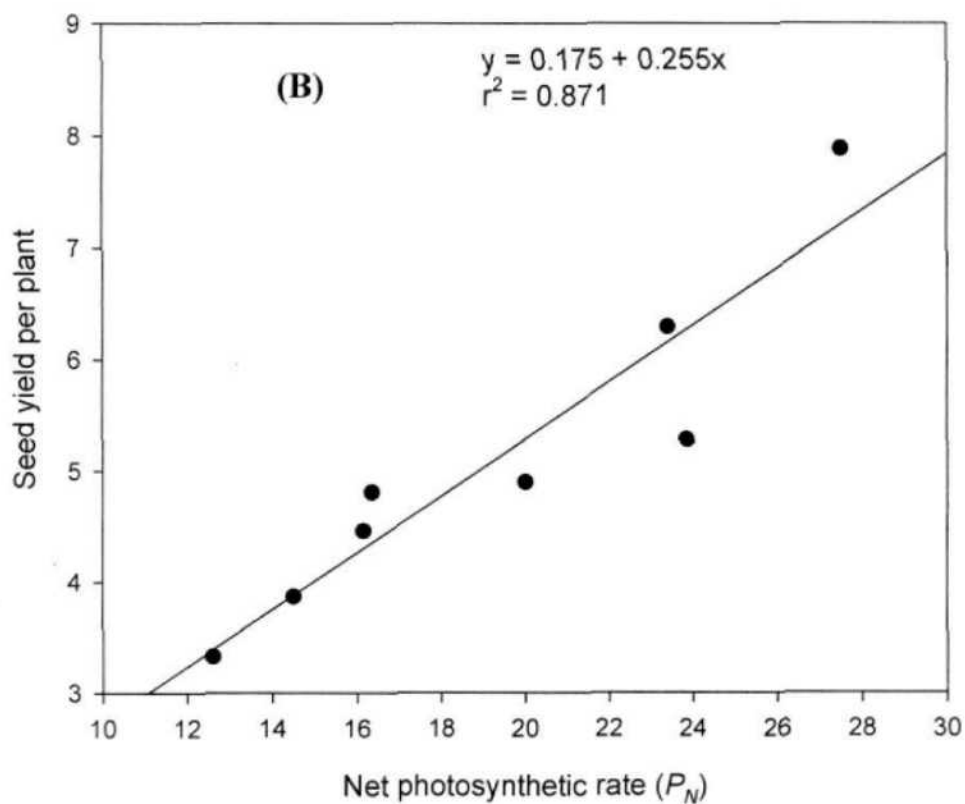 (B)
y = 0.175 + 0.255x
r² = 0.871
9
8
7
6
5
4
3
Seed yield per plant
10 12 14 16 18 20 22 24 26 28 30
Net photosynthetic rate (P_N)